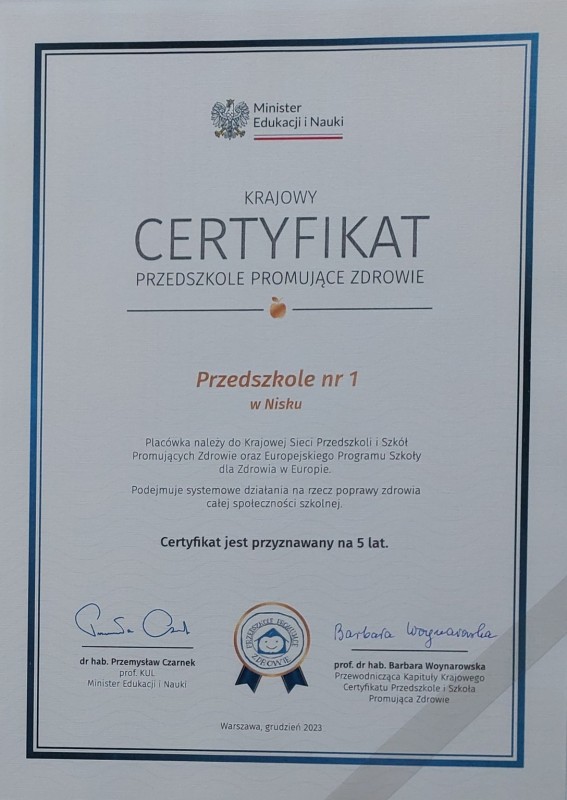 Minister
Edukacji i Nauki
KRAJOWY
CERTYFIKAT
PRZEDSZKOLE PROMUJĄCE ZDROWIE
Przedszkole nr 1
w Nisku
Placówka należy do Krajowej Sieci Przedszkoli i Szkół
Promujących Zdrowie oraz Europejskiego Programu Szkoły
dla Zdrowia w Europie.
Podejmuje systemowe działania na rzecz poprawy zdrowia
całej społeczności szkolnej.
Certyfikat jest przyznawany na 5 lat.
PRZEDSZKOLE PROMUJĄCE
ZDROWIE
Barbara Woynarowska
dr hab. Przemysław Czarnek
prof. KUL
Minister Edukacji i Nauki
prof. dr hab. Barbara Woynarowska
Przewodnicząca Kapituły Krajowego
Certyfikatu Przedszkole i Szkoła
Promująca Zdrowie
Warszawa, grudzień 2023